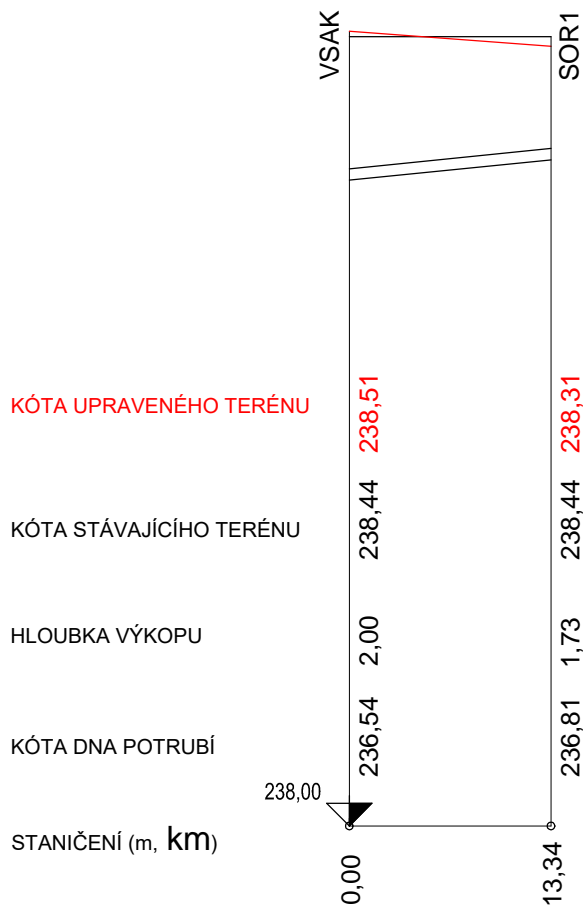 VSAK SOR1
KÓTA UPRAVENÉHO TERÉNU 238,51 238,31
KÓTA STÁVAJÍCÍHO TERÉNU 238,44 238,44
HLOUBKA VÝKOPU 2,00 1,73
KÓTA DNA POTRUBÍ 236,54 236,81
238,00
STANIČENÍ (m, km) 0,00 13,34